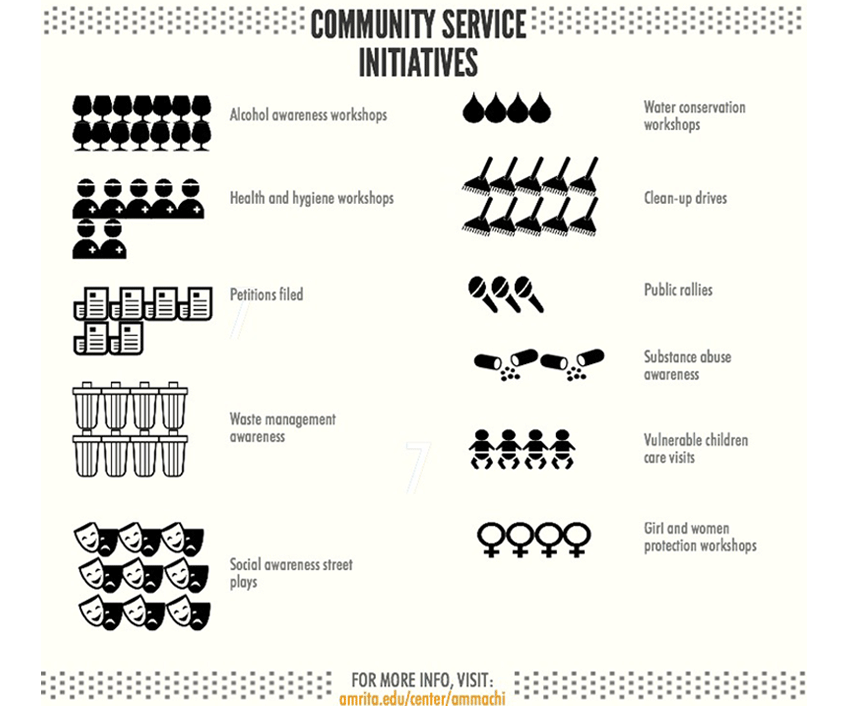 COMMUNITY SERVICE
INITIATIVES
Alcohol awareness workshops
Health and hygiene workshops
Petitions filed
7
Waste management
awareness
7
Social awareness street
plays
Water conservation
workshops
Clean-up drives
Public rallies
Substance abuse
awareness
Vulnerable children
care visits
Girl and women
protection workshops
FOR MORE INFO, VISIT:
amrita.edu/center/ammachi